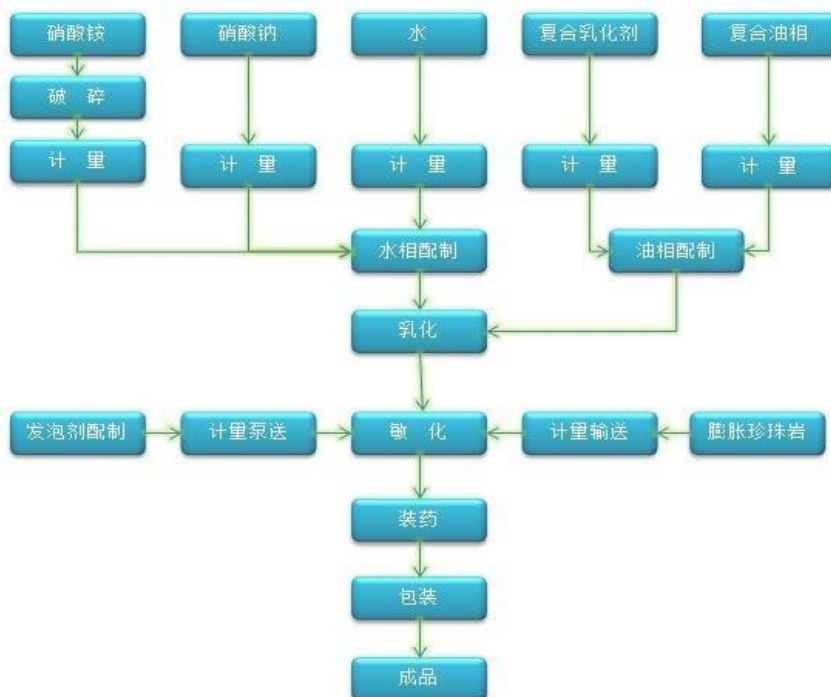 硝酸铵
硝酸钠
水
复合乳化剂
复合油相
破 碎
计 量
计 量
计 量
计 量
计 量
水相配制
油相配制
乳化
发泡剂配制
计量泵送
敏 化
计量输送
膨胀珍珠岩
装药
包装
成品